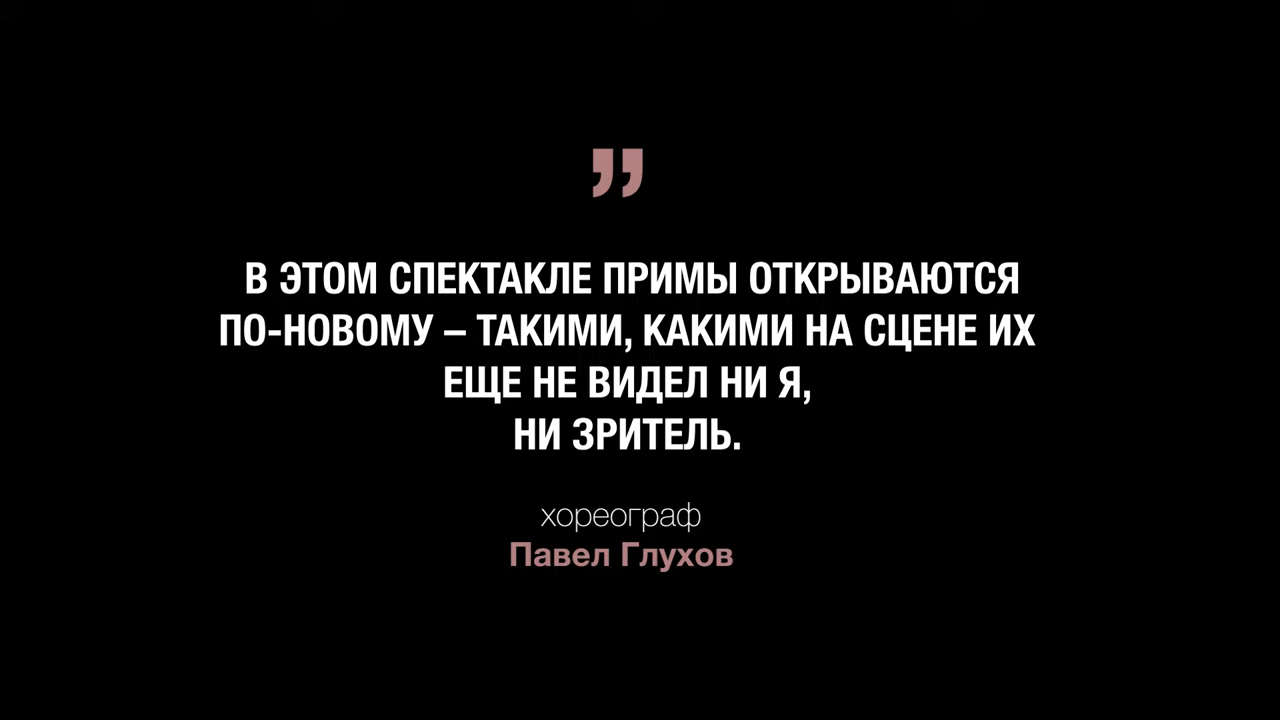 ”
В ЭТОМ СПЕКТАКЛЕ ПРИМЫ ОТКРЫВАЮТСЯ
ПО-НОВОМУ – ТАКИМИ, КАКИМИ НА СЦЕНЕ ИХ
ЕЩЕ НЕ ВИДЕЛ НИ Я,
НИ ЗРИТЕЛЬ.
хореограф
Павел Глухов